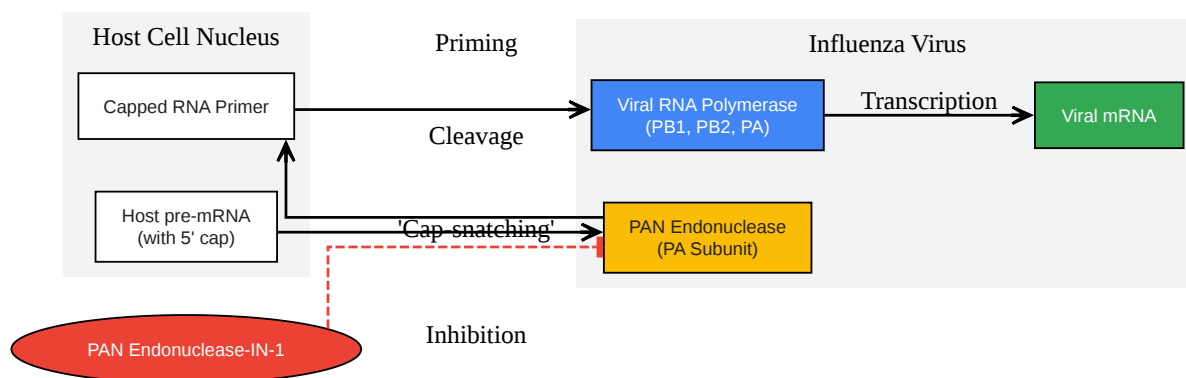 Host Cell Nucleus
Priming
Influenza Virus
Capped RNA Primer
Viral RNA Polymerase
(PB1, PB2, PA)
Transcription
Viral mRNA
Cleavage
Host pre-mRNA
(with 5' cap)
'Cap-snatching'
PAN Endonuclease
(PA Subunit)
Inhibition
PAN Endonuclease-IN-1